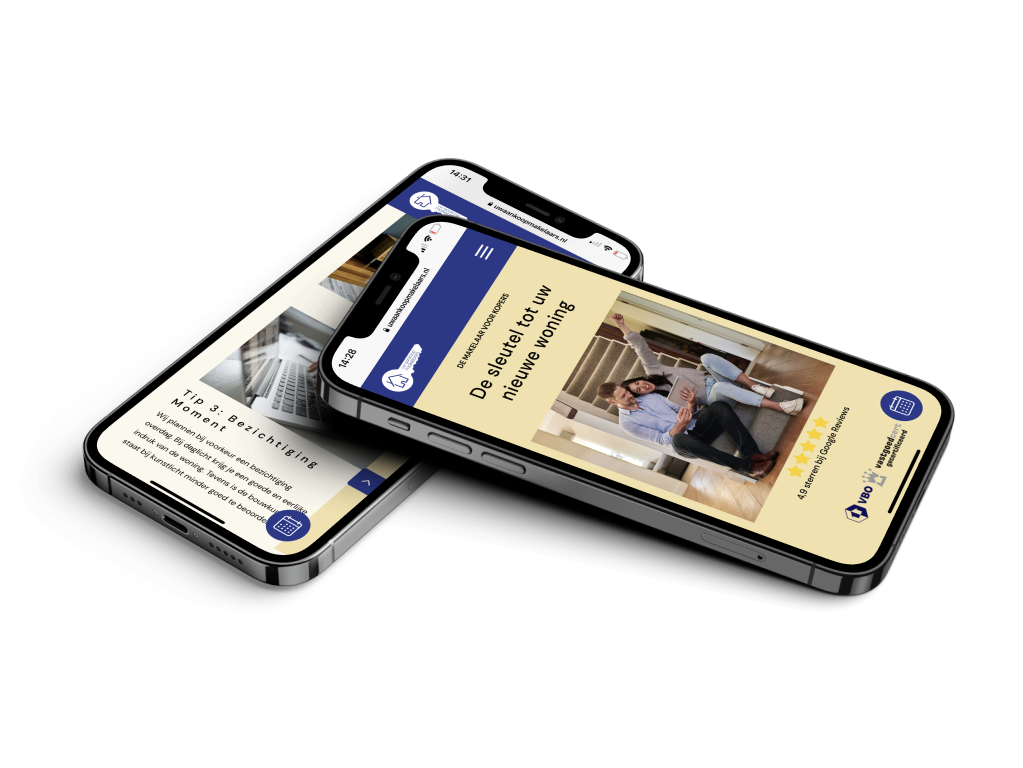 14:31
uwaankoopmakelaars.nl
Tip 3: Bezichtiging
Moment
Wij plannen bij voorkeur een bezichtiging
overdag. Bij daglicht krijg je een goede en eerlijke
indruk van de woning. Tevens is de
staat bij kunstlicht minder goed te
14:28
uwaankoopmakelaars.nl
DE MAKELAAR VOOR KOPERS
De sleutel tot uw
nieuwe woning
4,9 sterren bij Google Reviews
VBO
vastgoedcert
gecertificeerd